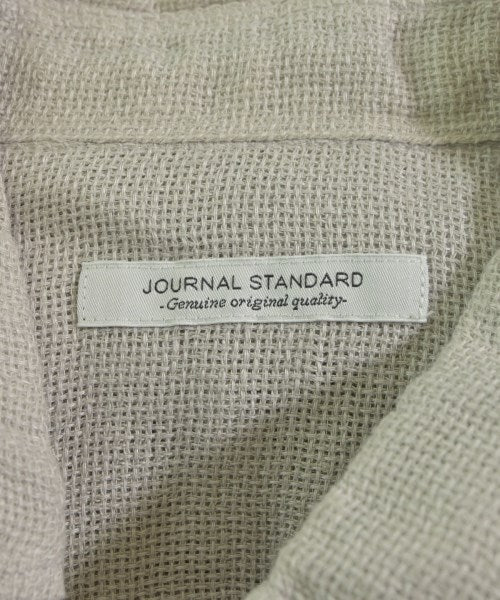 JOURNAL STANDARD
-Genuine original quality-